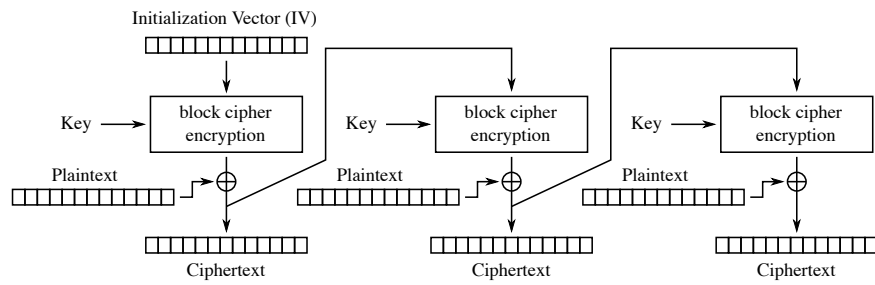 Initialization Vector (IV)
Key
block cipher
encryption
Key
block cipher
encryption
Key
block cipher
encryption
Plaintext
Plaintext
Plaintext
Ciphertext
Ciphertext
Ciphertext